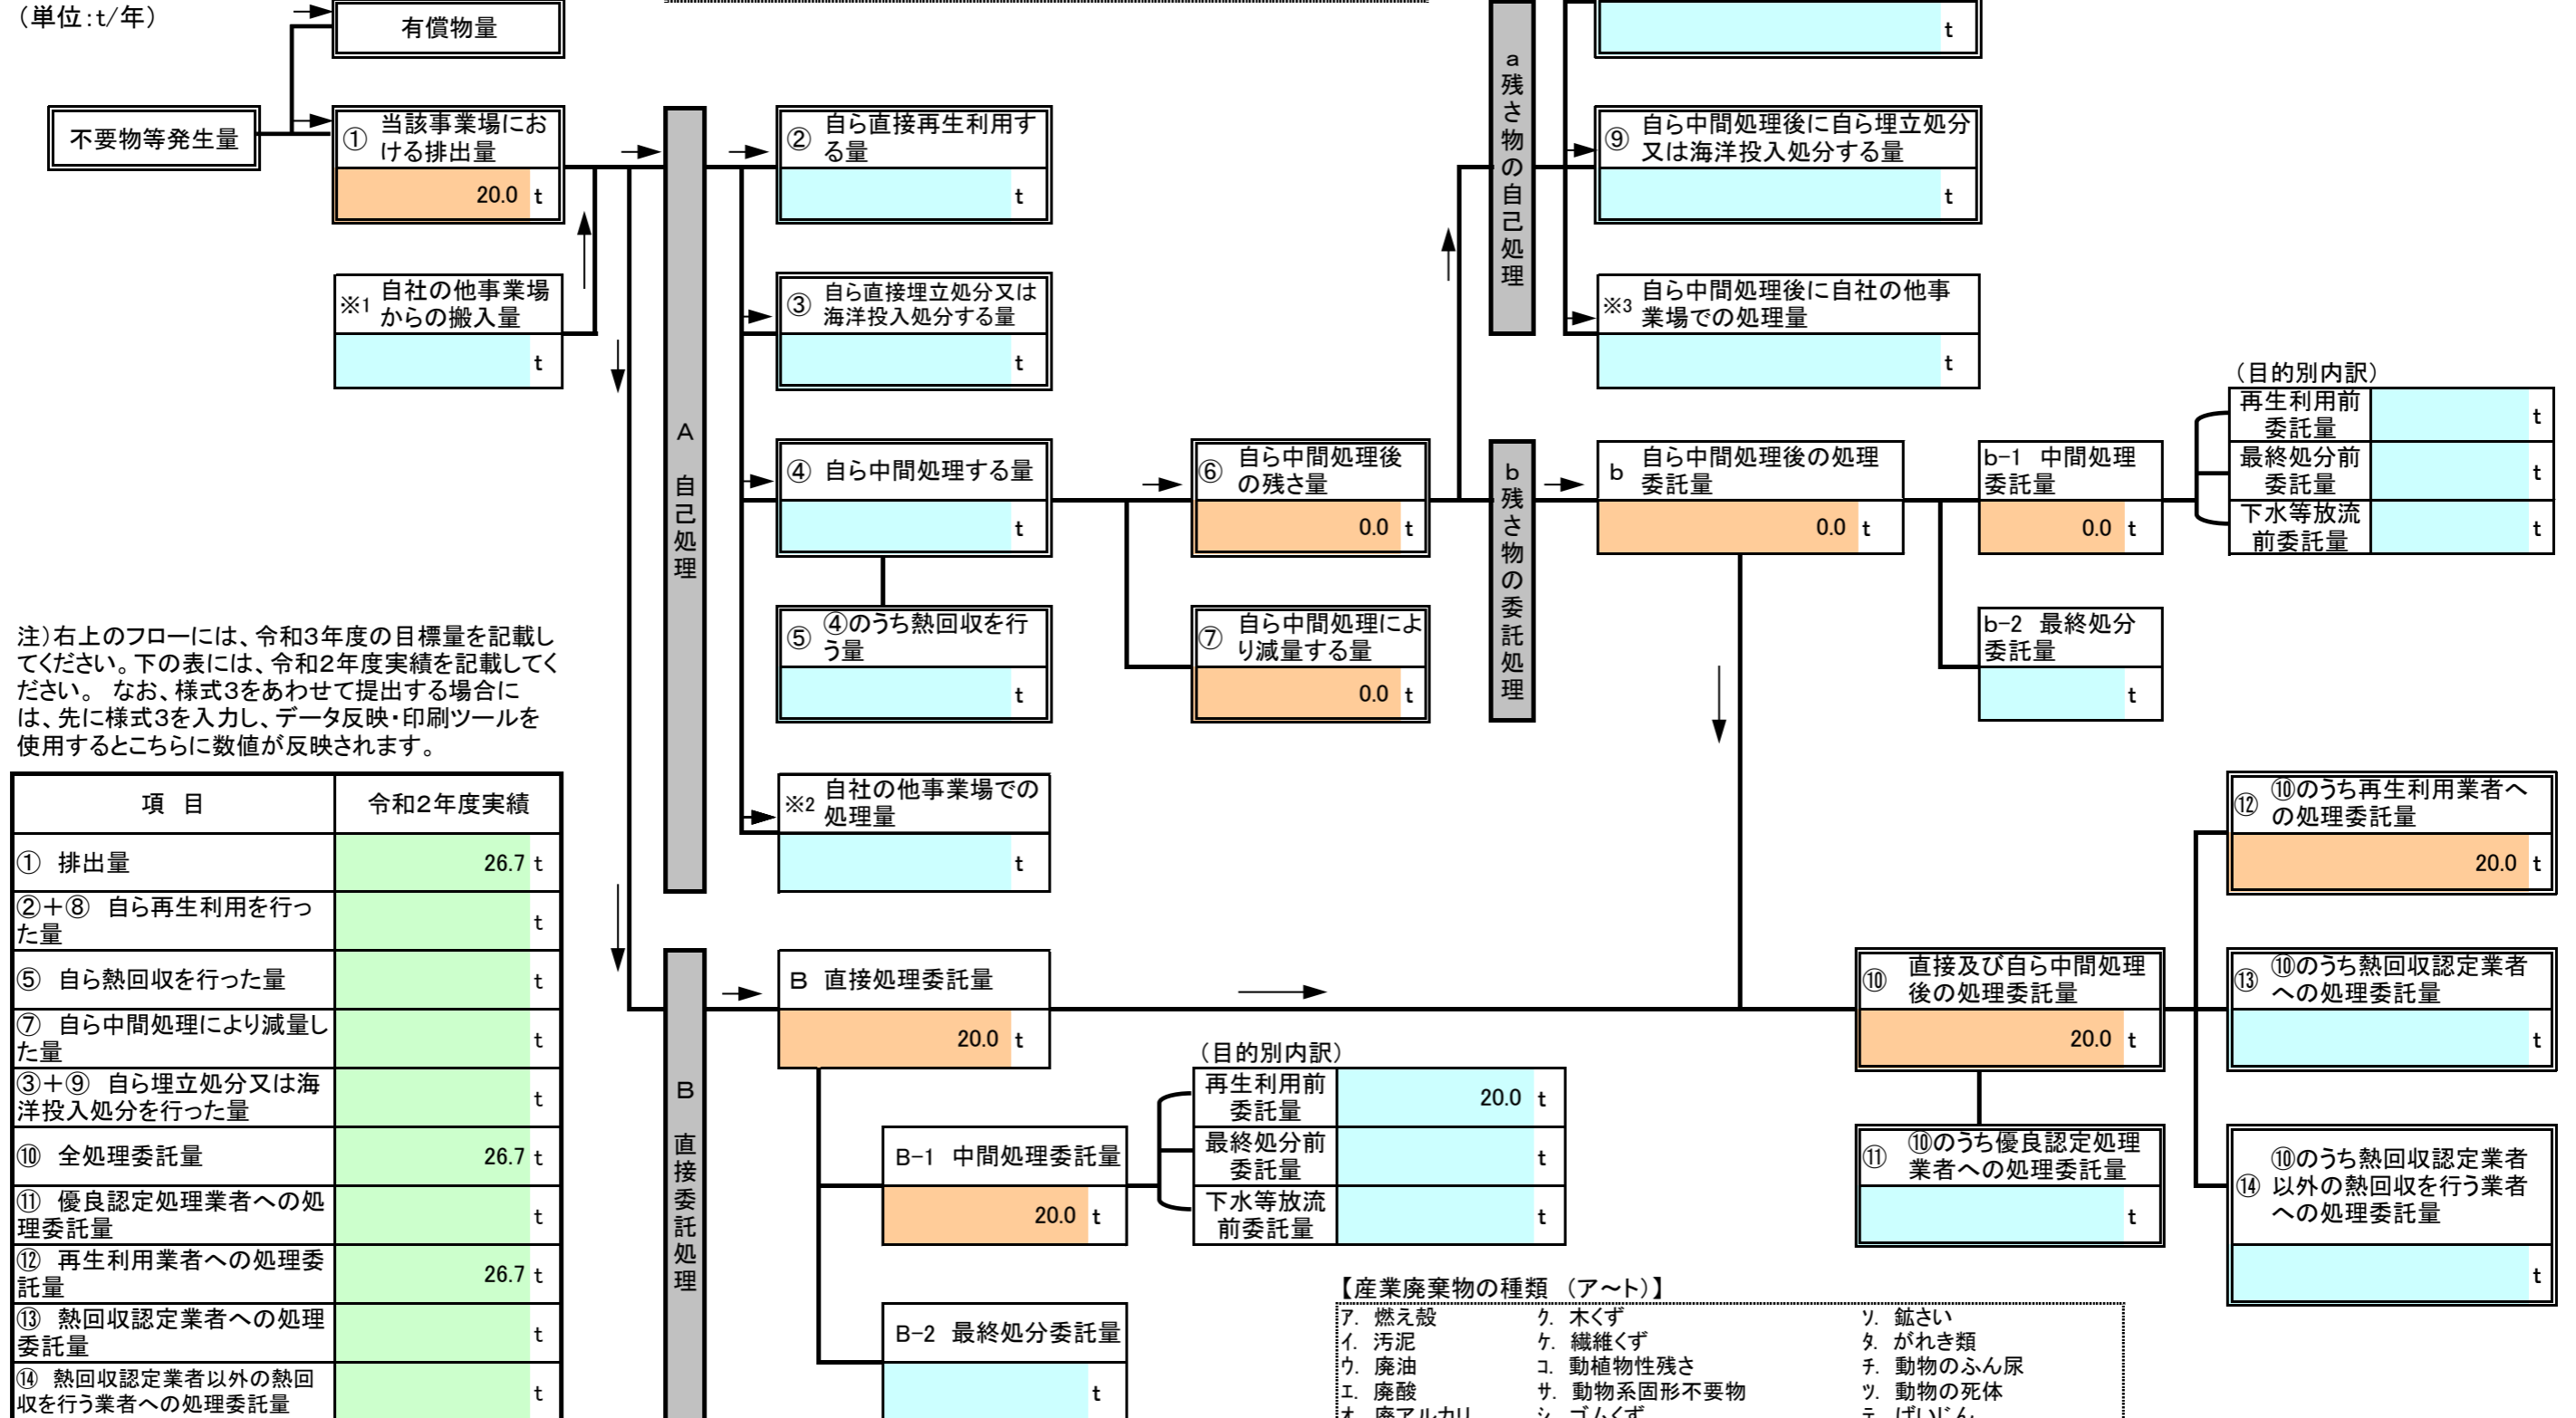 （単位：ｔ/年）
有償物量
t
不要物等発生量
① 当該事業場にお
ける排出量
20.0 t
※1 自社の他事業場
からの搬入量
t
Ａ 自己処理
② 自ら直接再生利用す
る量
t
③ 自ら直接埋立処分又は
海洋投入処分する量
t
④ 自ら中間処理する量
t
⑤ ④のうち熱回収を行
う量
t
※2 自社の他事業場での
処理量
t
⑥ 自ら中間処理後
の残さ量
0.0 t
⑦ 自ら中間処理によ
り減量する量
0.0 t
ａ残さ物の自己処理
⑨ 自ら中間処理後に自ら埋立処分
又は海洋投入処分する量
t
※3 自ら中間処理後に自社の他事
業場での処理量
t
ｂ残さ物の委託処理
ｂ 自ら中間処理後の処理
委託量
0.0 t
b-1 中間処理
委託量
0.0 t
（目的別内訳）
再生利用前
委託量 t
最終処分前
委託量 t
下水等放流
前委託量 t
b-2 最終処分
委託量
t
注）右上のフローには、令和３年度の目標量を記載し
てください。下の表には、令和２年度実績を記載してく
ださい。 なお、様式３をあわせて提出する場合に
は、先に様式３を入力し、データ反映・印刷ツールを
使用するとこちらに数値が反映されます。
項 目 令和２年度実績
① 排出量 26.7 t
②＋⑧ 自ら再生利用を行っ
た量 t
⑤ 自ら熱回収を行った量 t
⑦ 自ら中間処理により減量し
た量 t
③＋⑨ 自ら埋立処分又は海
洋投入処分を行った量 t
⑩ 全処理委託量 26.7 t
⑪ 優良認定処理業者への処
理委託量 t
⑫ 再生利用業者への処理委
託量 26.7 t
⑬ 熱回収認定業者への処理
委託量 t
⑭ 熱回収認定業者以外の熱回
収を行う業者への処理委託量 t
Ｂ 直接委託処理
Ｂ 直接処理委託量
20.0 t
B-1 中間処理委託量
20.0 t
（目的別内訳）
再生利用前
委託量 20.0 t
最終処分前
委託量 t
下水等放流
前委託量 t
B-2 最終処分委託量
t
⑩ 直接及び自ら中間処理
後の処理委託量
20.0 t
⑪ ⑩のうち優良認定処理
業者への処理委託量
t
⑫ ⑩のうち再生利用業者へ
の処理委託量
20.0 t
⑬ ⑩のうち熱回収認定業者
への処理委託量
t
⑭ ⑩のうち熱回収認定業者
以外の熱回収を行う業者
への処理委託量
t
【産業廃棄物の種類 （ア～ト）】
ｱ. 燃え殻 ｸ. 木くず ｿ. 鉱さい
ｲ. 汚泥 ｹ. 繊維くず ﾀ. がれき類
ｳ. 廃油 ｺ. 動植物性残さ ﾁ. 動物のふん尿
ｴ. 廃酸 ｻ. 動物系固形不要物 ﾂ. 動物の死体
ｵ. 廃アルカリ ｼ. ゴムくず ﾃ. ばいじん